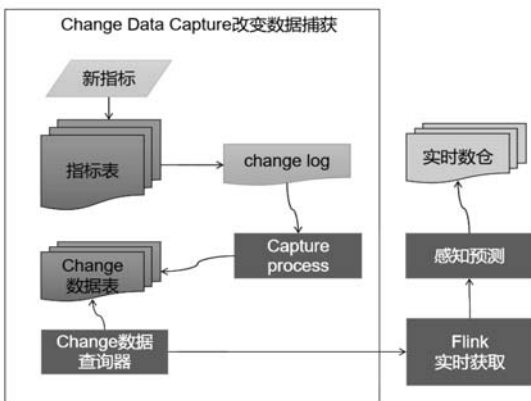 Change Data Capture改变数据捕获
新指标
指标表
change log
实时数仓
Capture
process
感知预测
Change
数据表
Change数据
查询器
Flink
实时获取